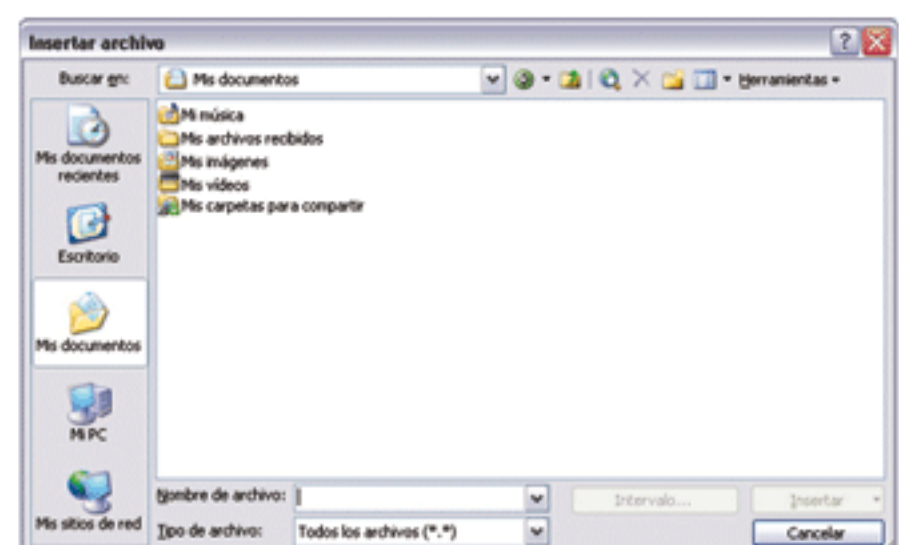 Insertar archivo
Buscar en:
Mis documentos
Herramientas
Mis documentos
recientes
Escritorio
Mis documentos
Mi PC
Mis sitios de red
Mi música
Mis archivos recibidos
Mis imágenes
Mis vídeos
Mis carpetas para compartir
Nombre de archivo:
Intervalo...
Insertar
Tipo de archivo:
Todos los archivos (*.*)
Cancelar